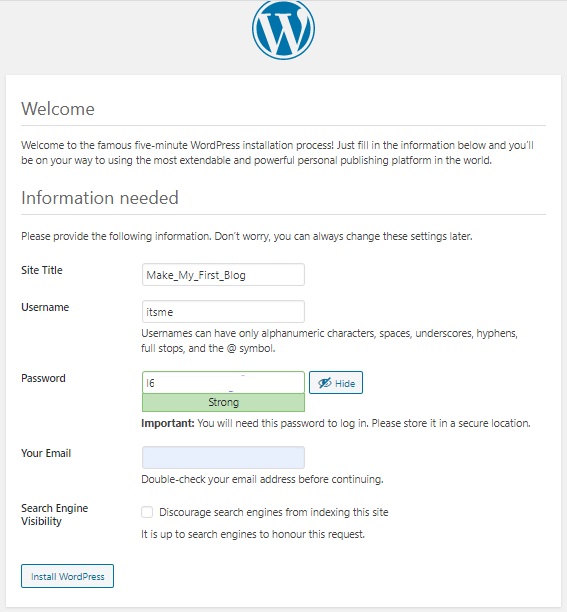 Welcome
Welcome to the famous five-minute WordPress installation process! Just fill in the information below and you'll
be on your way to using the most extendable and powerful personal publishing platform in the world.
Information needed
Please provide the following information. Don't worry, you can always change these settings later.
Site Title
Make_My_First_Blog
Username
itsme
Usernames can have only alphanumeric characters, spaces, underscores, hyphens,
full stops, and the @ symbol.
Password
Hide
Strong
Important: You will need this password to log in. Please store it in a secure location.
Your Email
Double-check your email address before continuing.
Search Engine
Visibility
Discourage search engines from indexing this site
It is up to search engines to honour this request.
Install WordPress